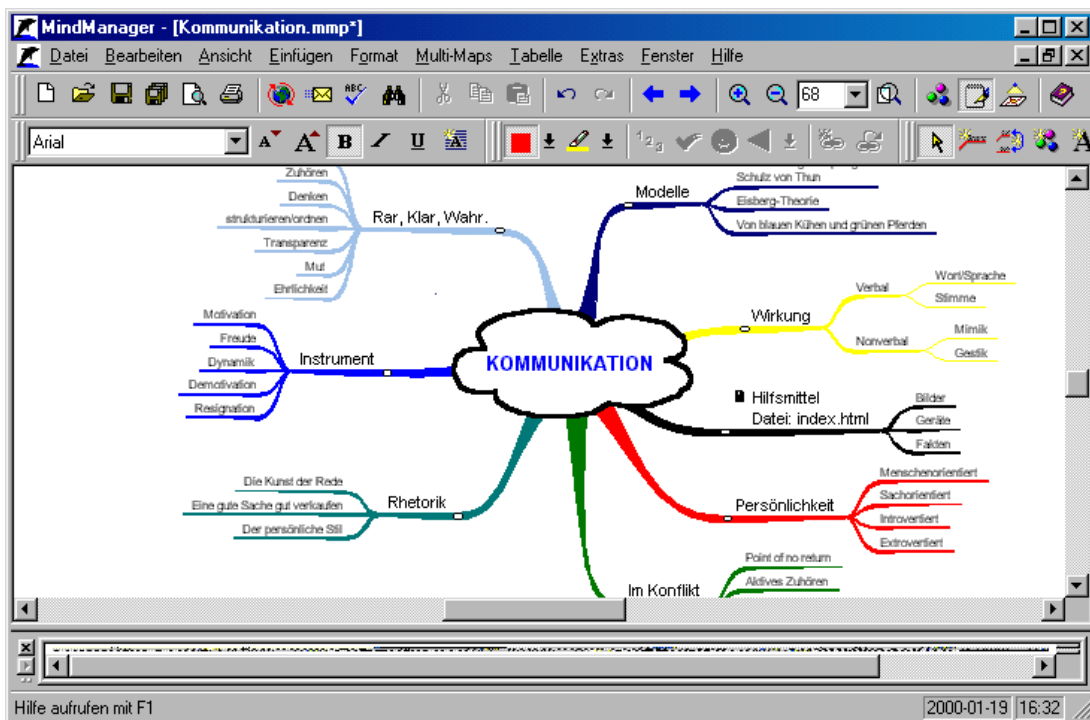 MindManager - [Kommunikation.mmp*]
Datei Bearbeiten Ansicht Einfügen Format Multi-Maps Tabelle Extras Fenster Hilfe
ABC
68
Arial
A A B I U
Zuhören
Denken
strukturieren/ordnen
Transparenz
Mut
Ehrlichkeit
Rar, Klar, Wahr.
Modelle
Schulz von Thun
Eisberg-Theorie
Von blauen Kühen und grünen Pferden
Wirkung
Verbal
Wort/Sprache
Stimme
Nonverbal
Mimik
Gestik
Motivation
Freude
Dynamik
Demotivation
Resignation
Instrument
KOMMUNIKATION
Hilfsmittel
Datei: index.html
Bilder
Geräte
Fakten
Die Kunst der Rede
Eine gute Sache gut verkaufen
Der persönliche Stil
Rhetorik
Persönlichkeit
Menschenorientiert
Sachorientiert
Introvertiert
Extrovertiert
Im Konflikt
Point of no return
Aktives Zuhören
Hilfe aufrufen mit F1
2000-01-19 16:32